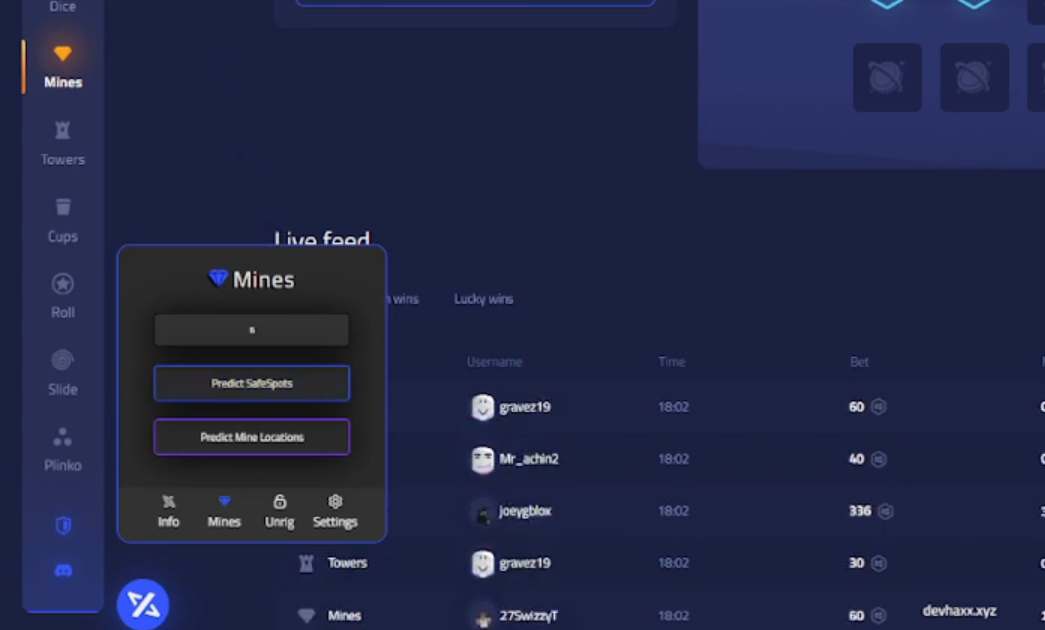 Dice
Mines
Towers
Cups
Roll
Slide
Plinko
Live feed
wins
Lucky wins
Mines
Predict SafeSpots
Predict Mine Locations
Info
Mines
Unrig
Settings
Username
Time
Bet
gravez19
18:02
60
Mr_achin2
18:02
40
joeygblox
18:02
336
Towers
gravez19
18:02
30
Mines
27SwizzyT
18:02
60
devhaxx.xyz